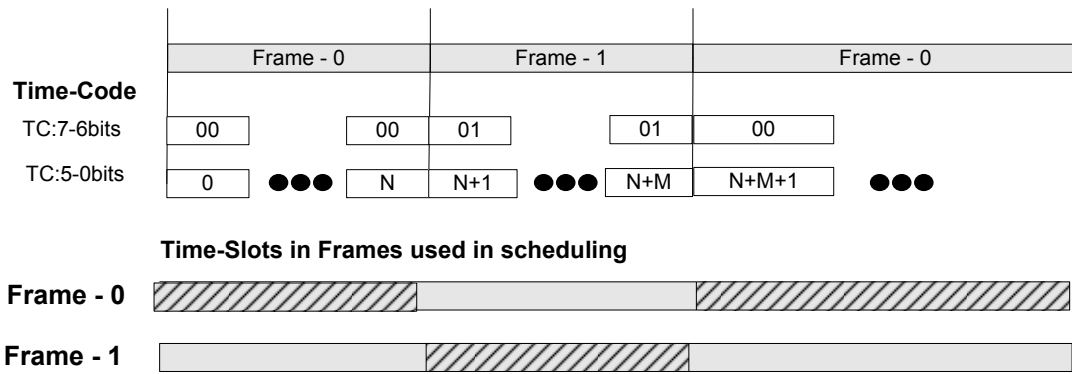 Frame - 0 Frame - 1 Frame - 0
Time-Code
TC:7-6bits 00 00 01 01 00
TC:5-0bits 0 ●●● N N+1 ●●● N+M N+M+1 ●●●
Time-Slots in Frames used in scheduling
Frame - 0
Frame - 1